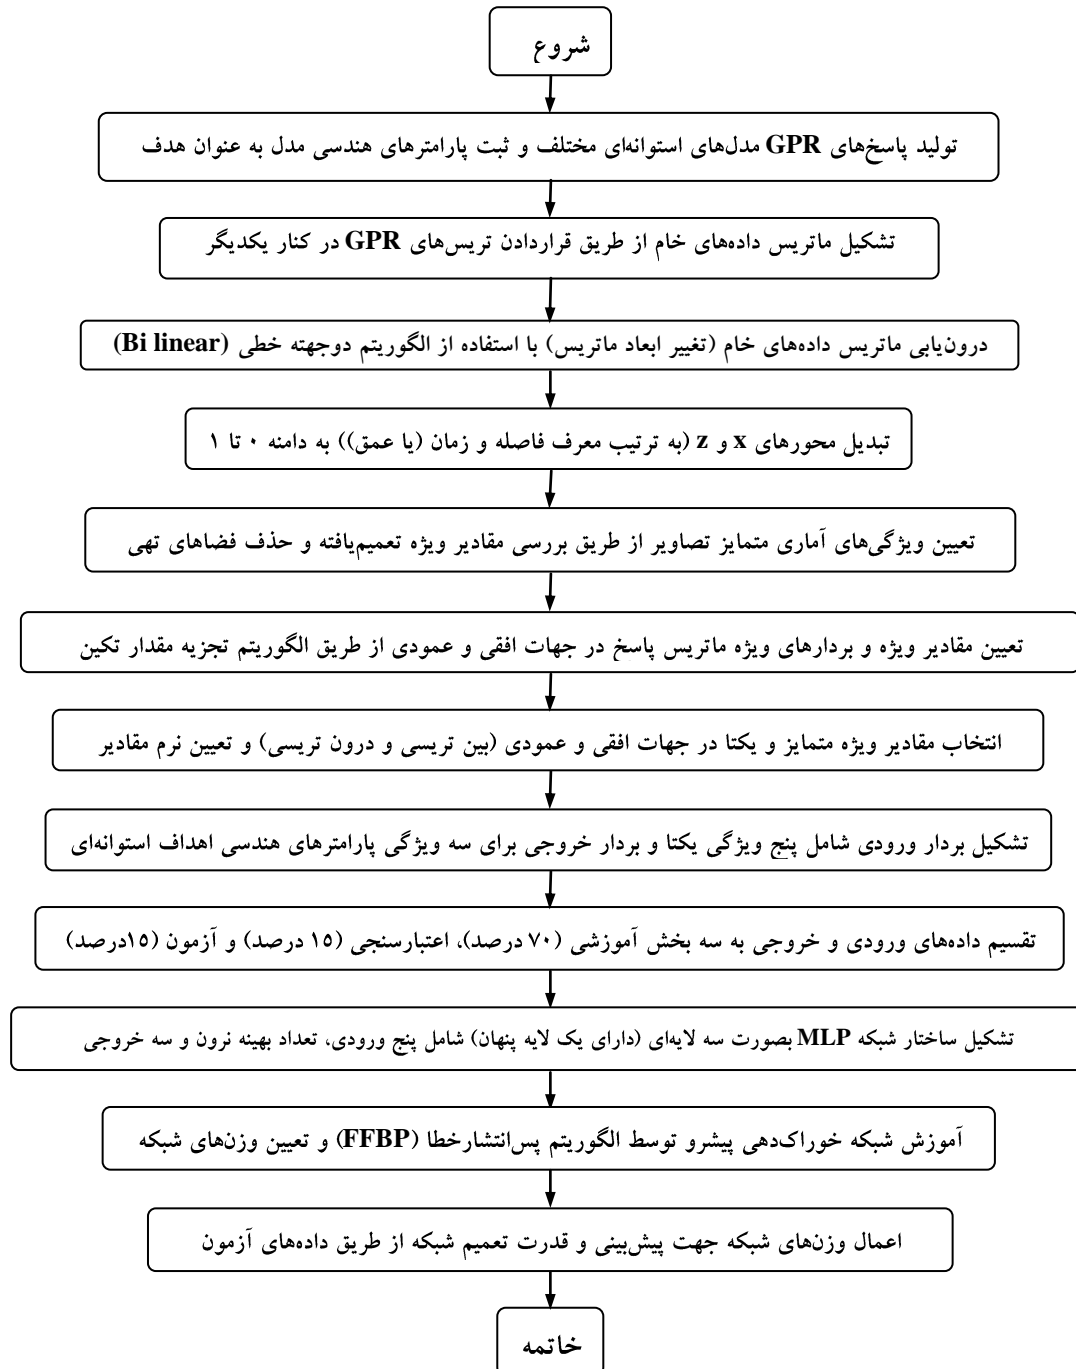 شروع
تولید پاسخ‌های GPR مدل‌های استوانه‌ای مختلف و ثبت پارامترهای هندسی مدل به عنوان هدف
تشکیل ماتریس داده‌های خام از طریق قراردادن تریس‌های GPR در کنار یکدیگر
درون‌یابی ماتریس داده‌های خام (تغییر ابعاد ماتریس) با استفاده از الگوریتم دوجهته خطی (Bi linear)
تبدیل محورهای x و z (به ترتیب معرف فاصله و زمان (یا عمق)) به دامنه ۰ تا ۱
تعیین ویژگی‌های آماری متمایز تصاویر از طریق بررسی مقادیر ویژه تعمیم‌یافته و حذف فضاهای تهی
تعیین مقادیر ویژه و بردارهای ویژه ماتریس پاسخ در جهات افقی و عمودی از طریق الگوریتم تجزیه مقدار تکین
انتخاب مقادیر ویژه متمایز و یکتا در جهات افقی و عمودی (بین تریسی و درون تریسی) و تعیین نرم مقادیر
تشکیل بردار ورودی شامل پنج ویژگی یکتا و بردار خروجی برای سه ویژگی پارامترهای هندسی اهداف استوانه‌ای
تقسیم داده‌های ورودی و خروجی به سه بخش آموزشی (۷۰ درصد)، اعتبارسنجی (۱۵ درصد) و آزمون (۱۵درصد)
تشکیل ساختار شبکه MLP بصورت سه لایه‌ای (دارای یک لایه پنهان) شامل پنج ورودی، تعداد بهینه نرون و سه خروجی
آموزش شبکه خوراک‌دهی پیشرو توسط الگوریتم پس‌انتشارخطا (FFBP) و تعیین وزن‌های شبکه
اعمال وزن‌های شبکه جهت پیش‌بینی و قدرت تعمیم شبکه از طریق داده‌های آزمون
خاتمه